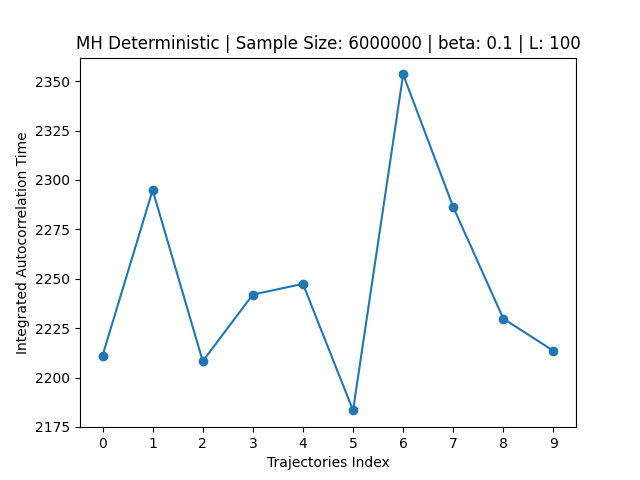 MH Deterministic | Sample Size: 6000000 | beta: 0.1 | L: 100
Integrated Autocorrelation Time
2350
2325
2300
2275
2250
2225
2200
2175
0 1 2 3 4 5 6 7 8 9
Trajectories Index